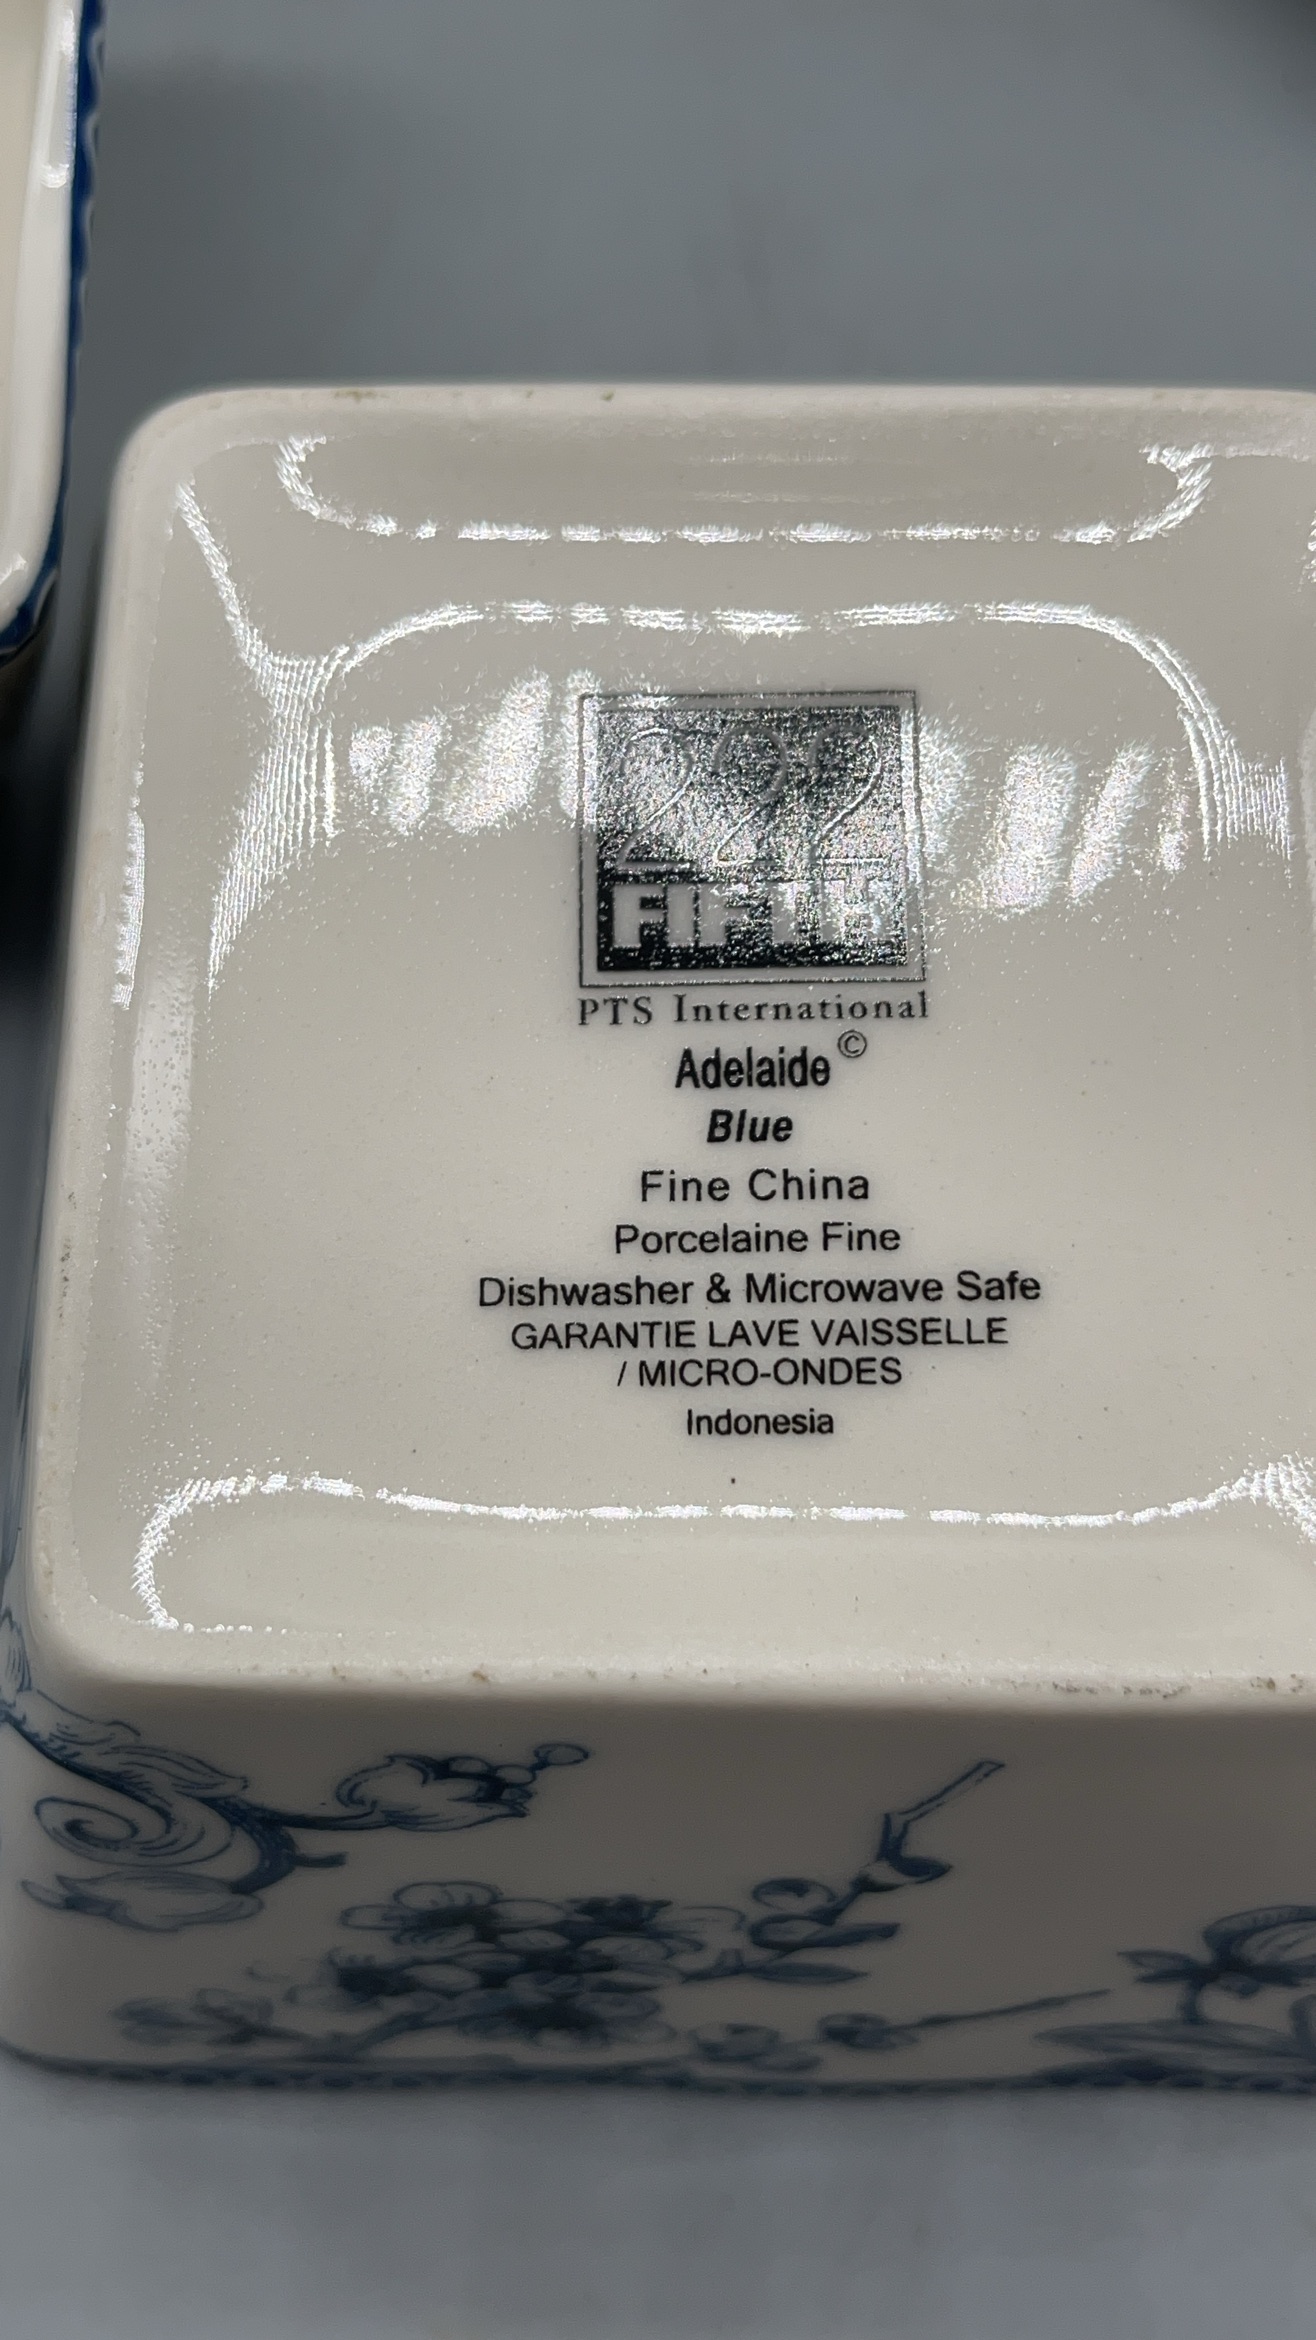 222
FIFTH
PTS International
Adelaide ©
Blue
Fine China
Porcelaine Fine
Dishwasher & Microwave Safe
GARANTIE LAVE VAISSELLE
/ MICRO-ONDES
Indonesia